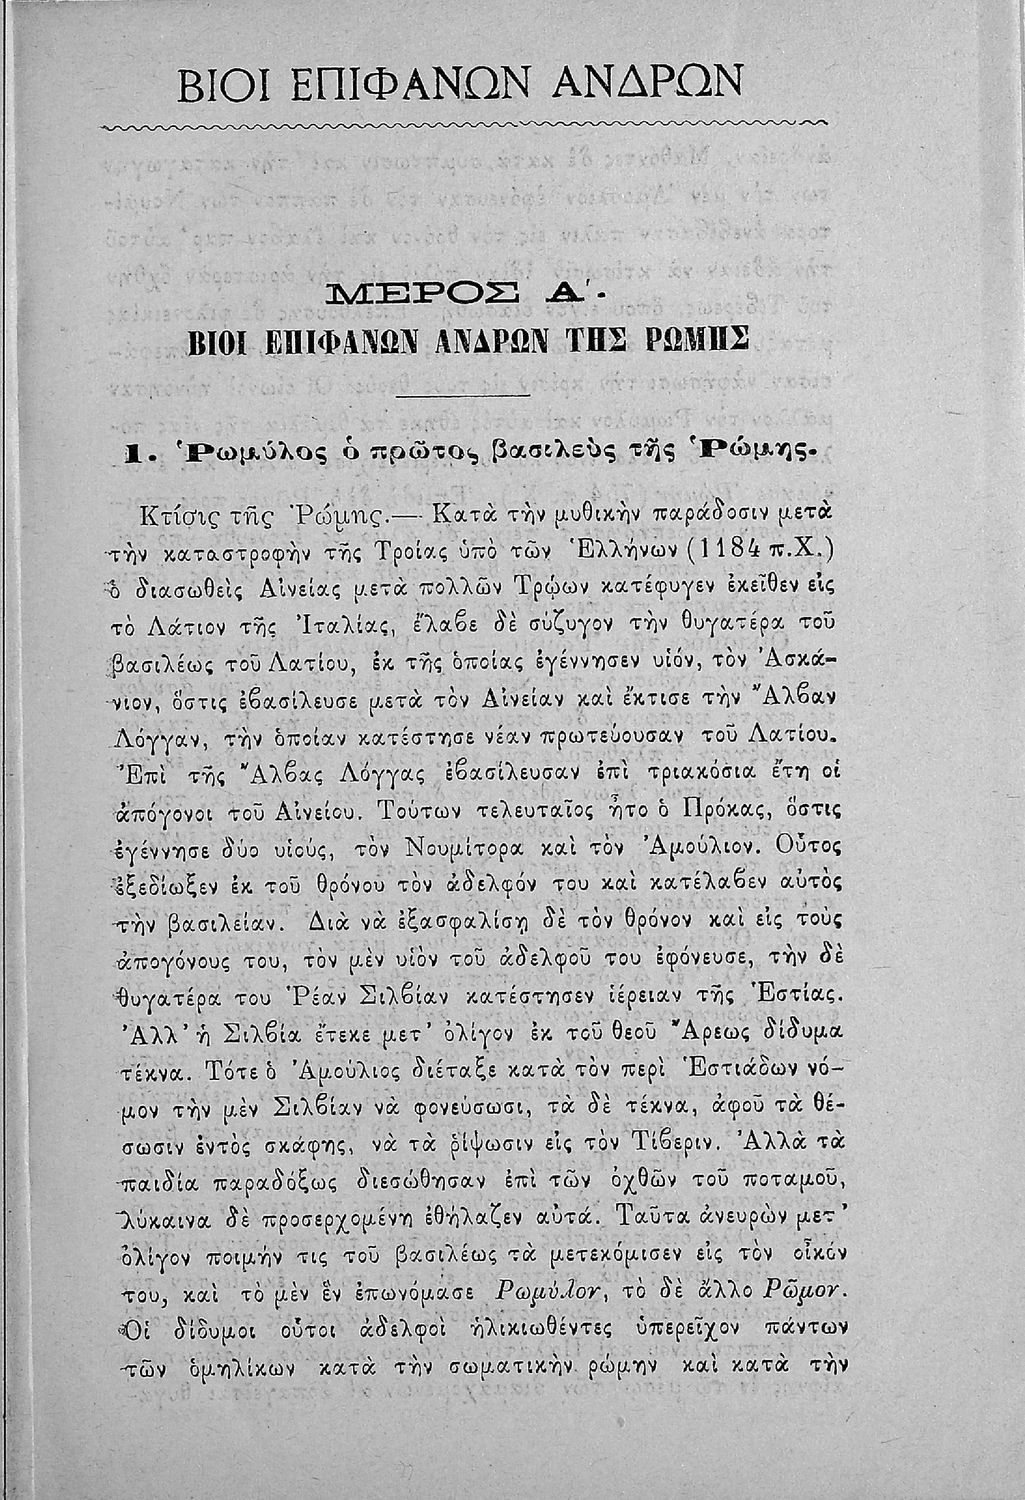 ΒΙΟΙ ΕΠΙΦΑΝΩΝ ΑΝΔΡΩΝ
ΜΕΡΟΣ Α΄.
ΒΙΟΙ ΕΠΙΦΑΝΩΝ ΑΝΔΡΩΝ ΤΗΣ ΡΩΜΗΣ
1. Ῥωμύλος ὁ πρῶτος βασιλεὺς τῆς Ῥώμης.
Κτίσις τῆς Ῥώμης.— Κατὰ τὴν μυθικὴν παράδοσιν μετὰ
τὴν καταστροφὴν τῆς Τροίας ὑπὸ τῶν Ἑλλήνων (1184 π.Χ.)
ὁ διασωθεὶς Αἰνείας μετὰ πολλῶν Τρώων κατέφυγεν ἐκεῖθεν εἰς
τὸ Λάτιον τῆς Ἰταλίας, ἔλαβε δὲ σύζυγον τὴν θυγατέρα τοῦ
βασιλέως τοῦ Λατίου, ἐκ τῆς ὁποίας ἐγέννησεν υἱόν, τὸν Ἀσκά-
νιον, ὅστις ἐβασίλευσε μετὰ τὸν Αἰνείαν καὶ ἔκτισε τὴν Ἄλβαν
Λόγγαν, τὴν ὁποίαν κατέστησε νέαν πρωτεύουσαν τοῦ Λατίου.
Ἐπὶ τῆς Ἄλβας Λόγγας ἐβασίλευσαν ἐπὶ τριακόσια ἔτη οἱ
ἀπόγονοι τοῦ Αἰνείου. Τούτων τελευταῖος ἦτο ὁ Πρόκας, ὅστις
ἐγέννησε δύο υἱούς, τὸν Νουμίτορα καὶ τὸν Ἀμούλιον. Οὗτος
ἐξεδίωξεν ἐκ τοῦ θρόνου τὸν ἀδελφόν του καὶ κατέλαβεν αὐτὸς
τὴν βασιλείαν. Διὰ νὰ ἐξασφαλίσῃ δὲ τὸν θρόνον καὶ εἰς τοὺς
ἀπογόνους του, τὸν μὲν υἱὸν τοῦ ἀδελφοῦ του ἐφόνευσε, τὴν δὲ
θυγατέρα του Ῥέαν Σιλβίαν κατέστησεν ἱέρειαν τῆς Ἑστίας.
Ἀλλ' ἡ Σιλβία ἔτεκε μετ' ὀλίγον ἐκ τοῦ θεοῦ Ἄρεως δίδυμα
τέκνα. Τότε ὁ Ἀμούλιος διέταξε κατὰ τὸν περὶ Ἑστιάδων νό-
μον τὴν μὲν Σιλβίαν νὰ φονεύσωσι, τὰ δὲ τέκνα, ἀφοῦ τὰ θέ-
σωσιν ἐντὸς σκάφης, νὰ τὰ ῥίψωσιν εἰς τὸν Τίβεριν. Ἀλλὰ τὰ
παιδία παραδόξως διεσώθησαν ἐπὶ τῶν ὀχθῶν τοῦ ποταμοῦ,
λύκαινα δὲ προσερχομένη ἐθήλαζεν αὐτά. Ταῦτα ἀνευρὼν μετ'
ὀλίγον ποιμήν τις τοῦ βασιλέως τὰ μετεκόμισεν εἰς τὸν οἶκόν
του, καὶ τὸ μὲν ἓν ἐπωνόμασε Ρωμύλον, τὸ δὲ ἄλλο Ρῶμον.
Οἱ δίδυμοι οὗτοι ἀδελφοὶ ἡλικιωθέντες ὑπερεῖχον πάντων
τῶν ὁμηλίκων κατὰ τὴν σωματικὴν ῥώμην καὶ κατὰ τὴν